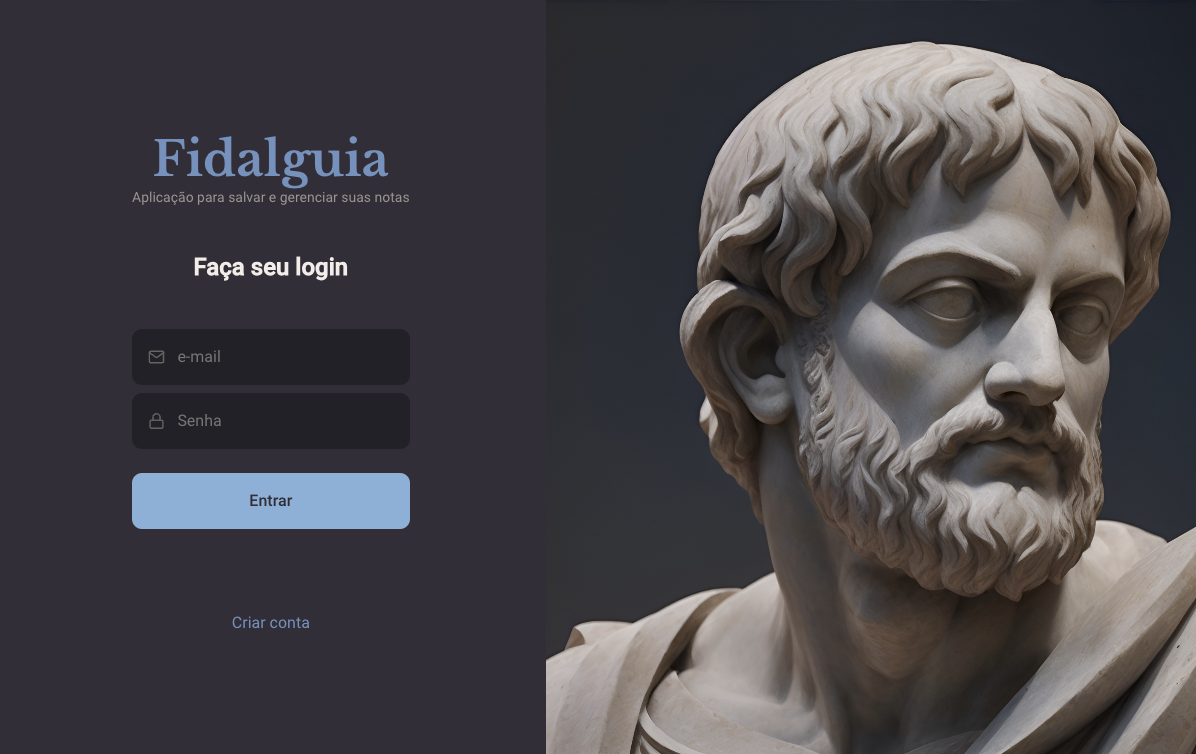 Fidalguia
Aplicação para salvar e gerenciar suas notas
Faça seu login
e-mail
Senha
Entrar
Criar conta